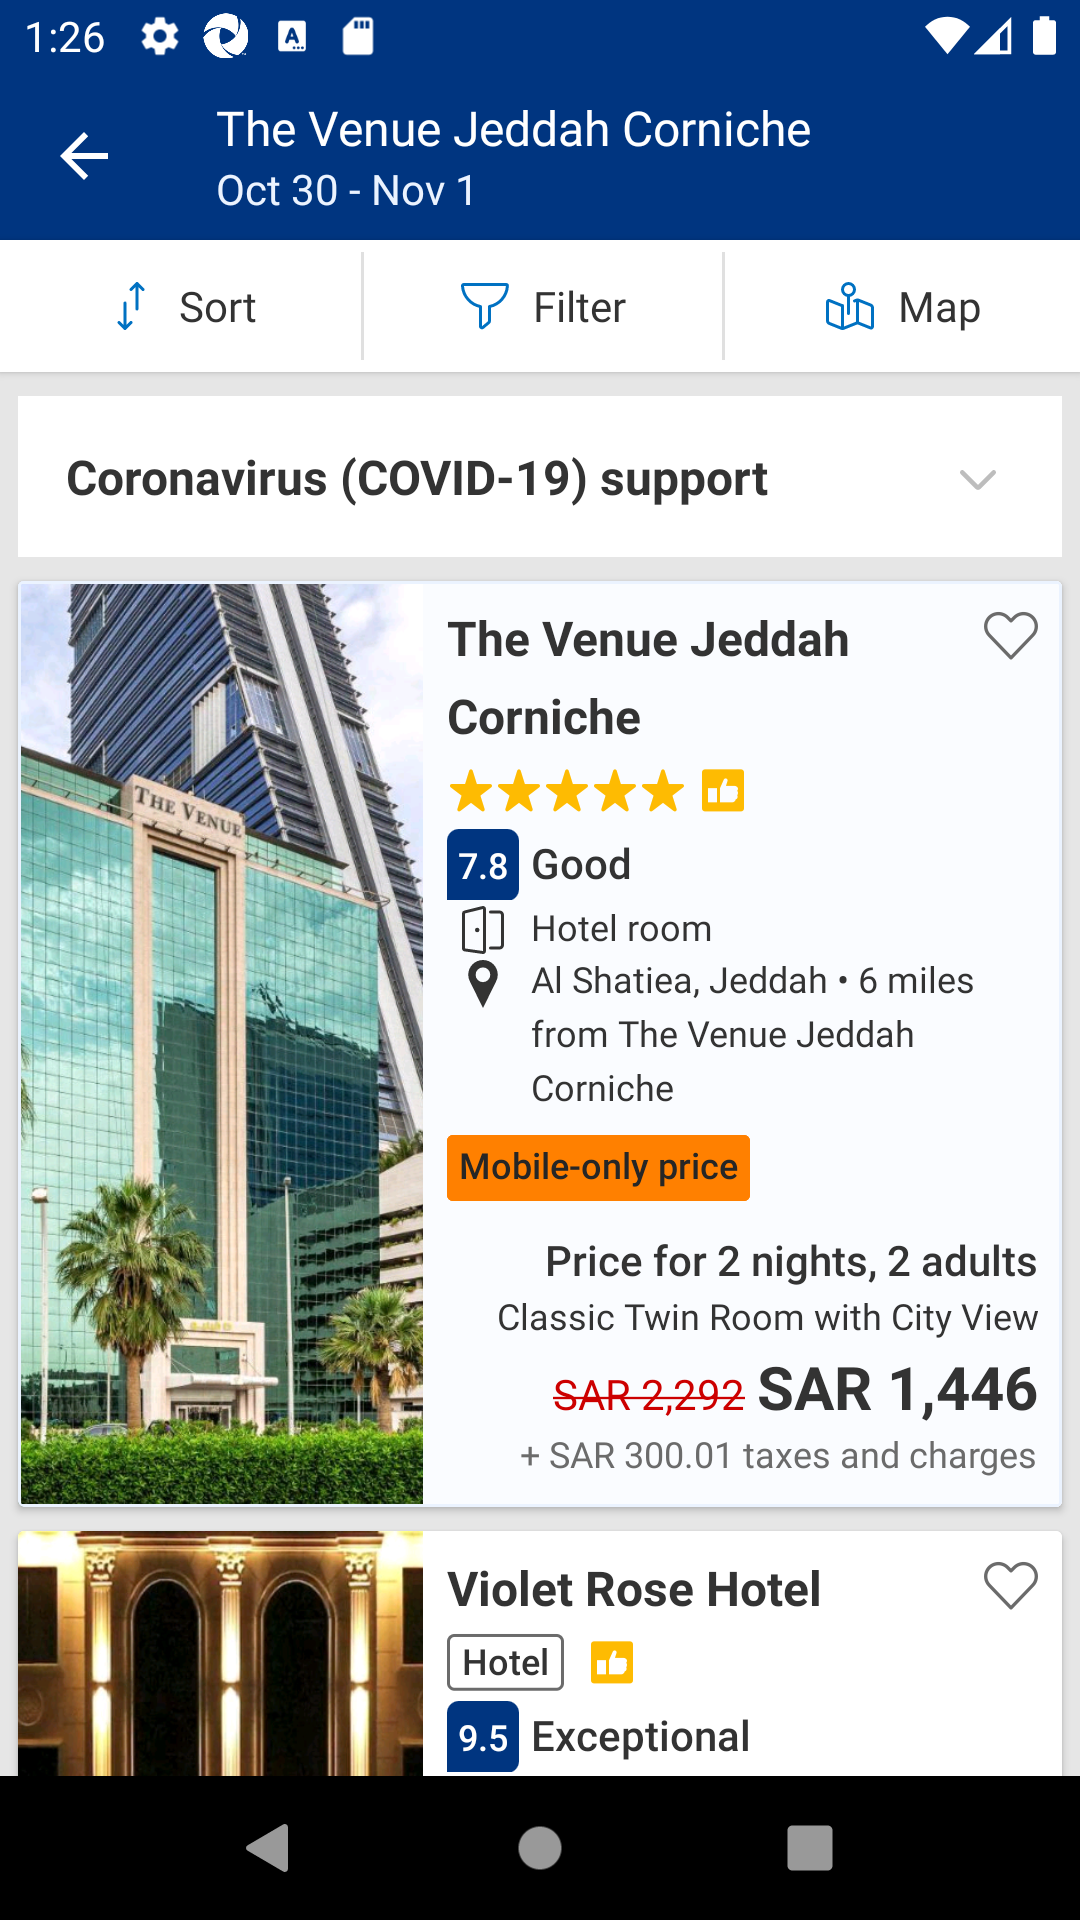 1:26
The Venue Jeddah Corniche
Oct 30 - Nov 1
Sort
Filter
Map
Coronavirus (COVID-19) support
THE VENUE
The Venue Jeddah
Corniche
7.8 Good
Hotel room
Al Shatiea, Jeddah • 6 miles
from The Venue Jeddah
Corniche
Mobile-only price
Price for 2 nights, 2 adults
Classic Twin Room with City View
SAR 2,292 SAR 1,446
+ SAR 300.01 taxes and charges
Violet Rose Hotel
Hotel
9.5 Exceptional